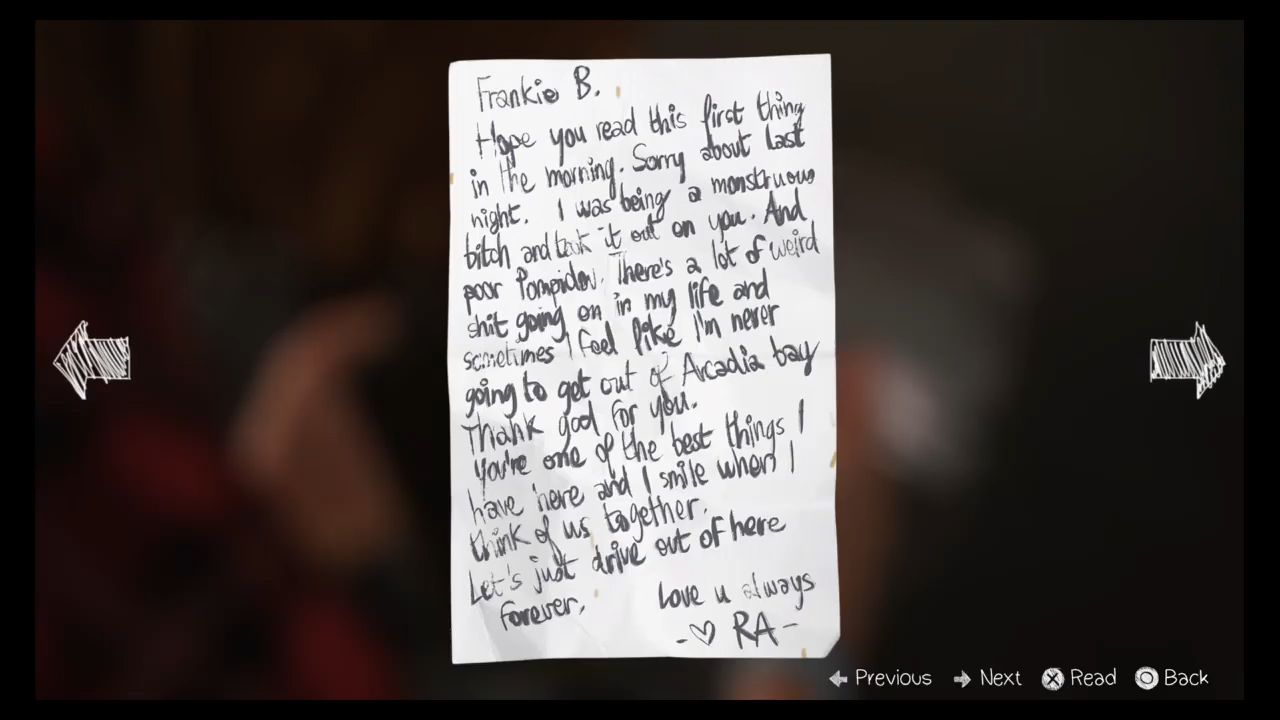 Frankie B.
Hope you read this first thing
in the morning. Sorry about last
night. I was being a monstruous
bitch and took it out on you. And
poor Pompidou. There's a lot of weird
shit going on in my life and
sometimes I feel like I'm never
going to get out of Arcadia bay
Thank god for you.
You're one of the best things I
have here and I smile when I
think of us together.
Let's just drive out of here
forever.
Love u always
-♡ RA-
Previous Next Read Back